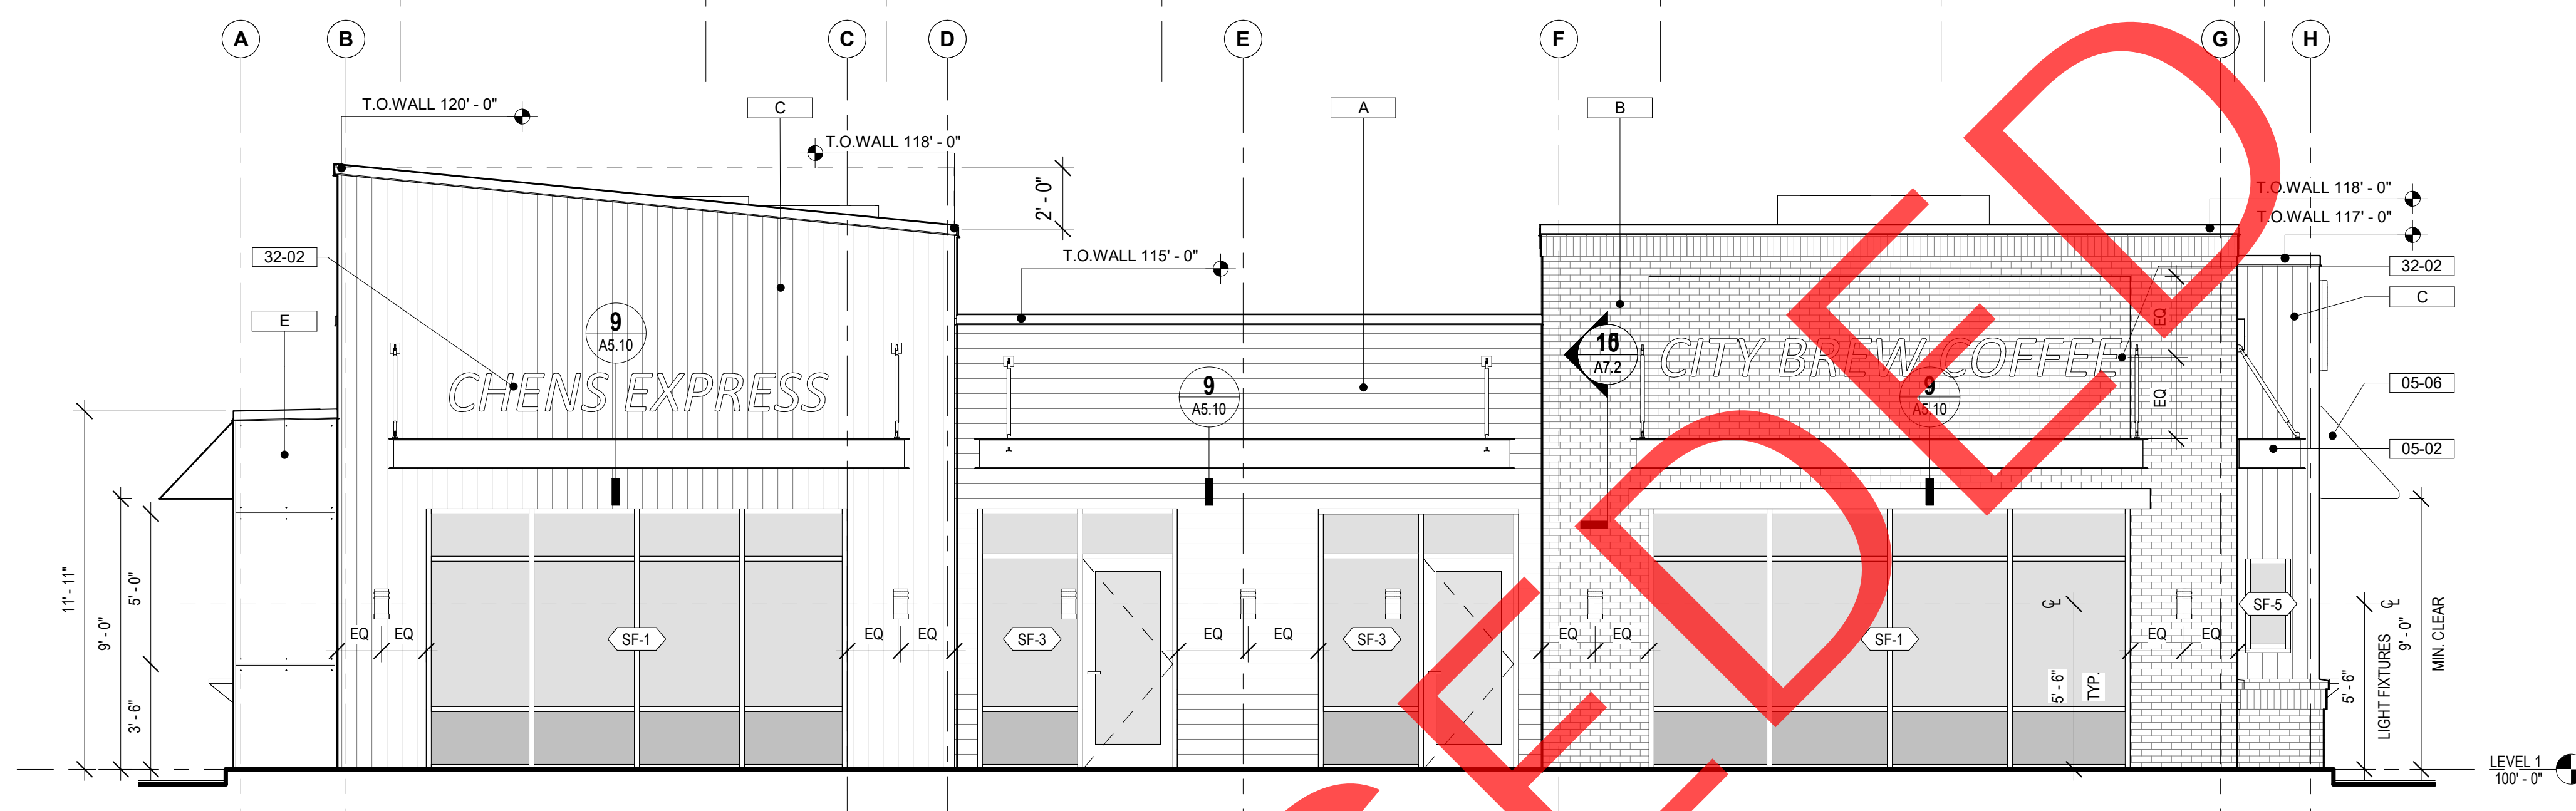 A
B
C
D
E
F
G
H
T.O.WALL 120' - 0"
C
A
B
T.O.WALL 118' - 0"
2' - 0"
T.O.WALL 118' - 0"
T.O.WALL 117' - 0"
T.O.WALL 115' - 0"
32-02
32-02
E
C
9
A5.10
EQ
A7.2
CHENS EXPRESS
CITY BREW COFFEE
9
A5.10
9
A5.10
EQ
05-06
05-02
11' - 11"
9' - 0"
5' - 0"
3' - 6"
EQ
EQ
SF-1
EQ
EQ
SF-3
EQ
EQ
SF-3
EQ
EQ
SF-1
5' - 6"
TYP.
EQ
EQ
SF-5
5' - 6"
LIGHT FIXTURES
9' - 0"
MIN. CLEAR
LEVEL 1
100' - 0"
EDED